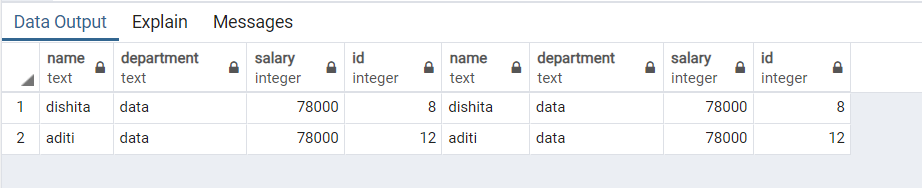 Data Output Explain Messages
name department salary id name department salary id
text text integer integer text text integer integer
1 dishita data 78000 8 dishita data 78000 8
2 aditi data 78000 12 aditi data 78000 12